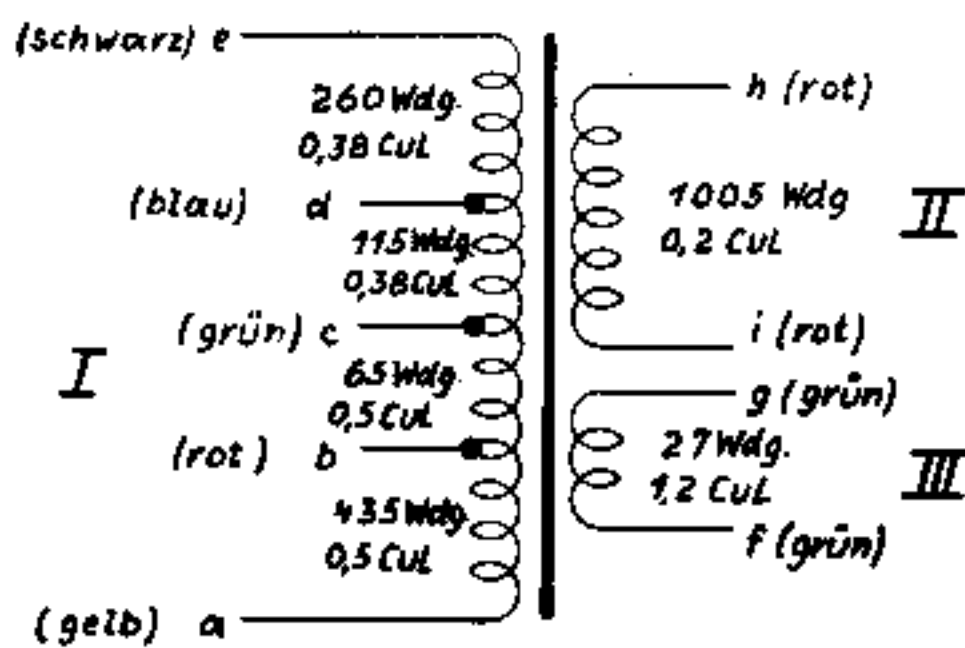 (schwarz) e
260 Wdg.
0,38 CuL
(blau) d
115 Wdg.
0,38 CuL
(grün) c
I
65 Wdg.
0,5 CuL
(rot) b
435 Wdg.
0,5 CuL
(gelb) a
h (rot)
1005 Wdg
0,2 CuL
II
i (rot)
g (grün)
27 Wdg.
1,2 CuL
III
f (grün)